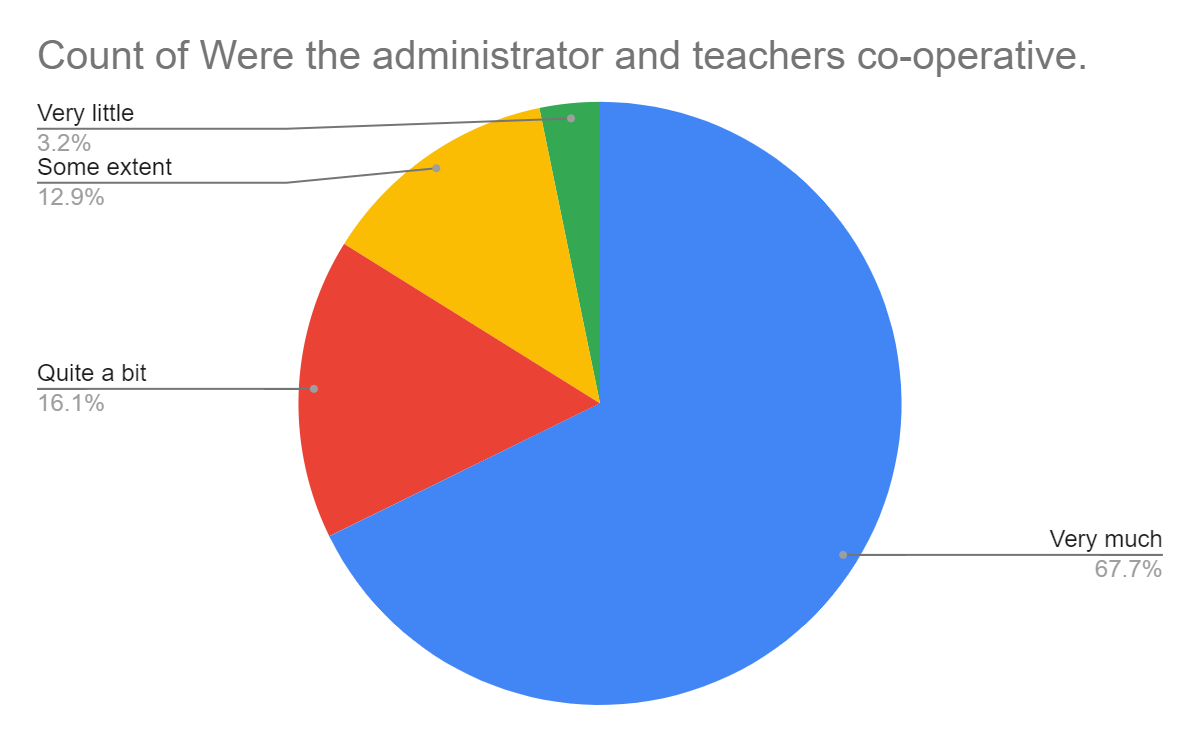 Count of Were the administrator and teachers co-operative.
Very little
3.2%
Some extent
12.9%
Quite a bit
16.1%
Very much
67.7%